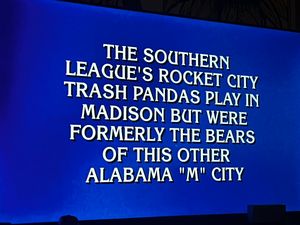 THE SOUTHERN
LEAGUE'S ROCKET CITY
TRASH PANDAS PLAY IN
MADISON BUT WERE
FORMERLY THE BEARS
OF THIS OTHER
ALABAMA "M" CITY